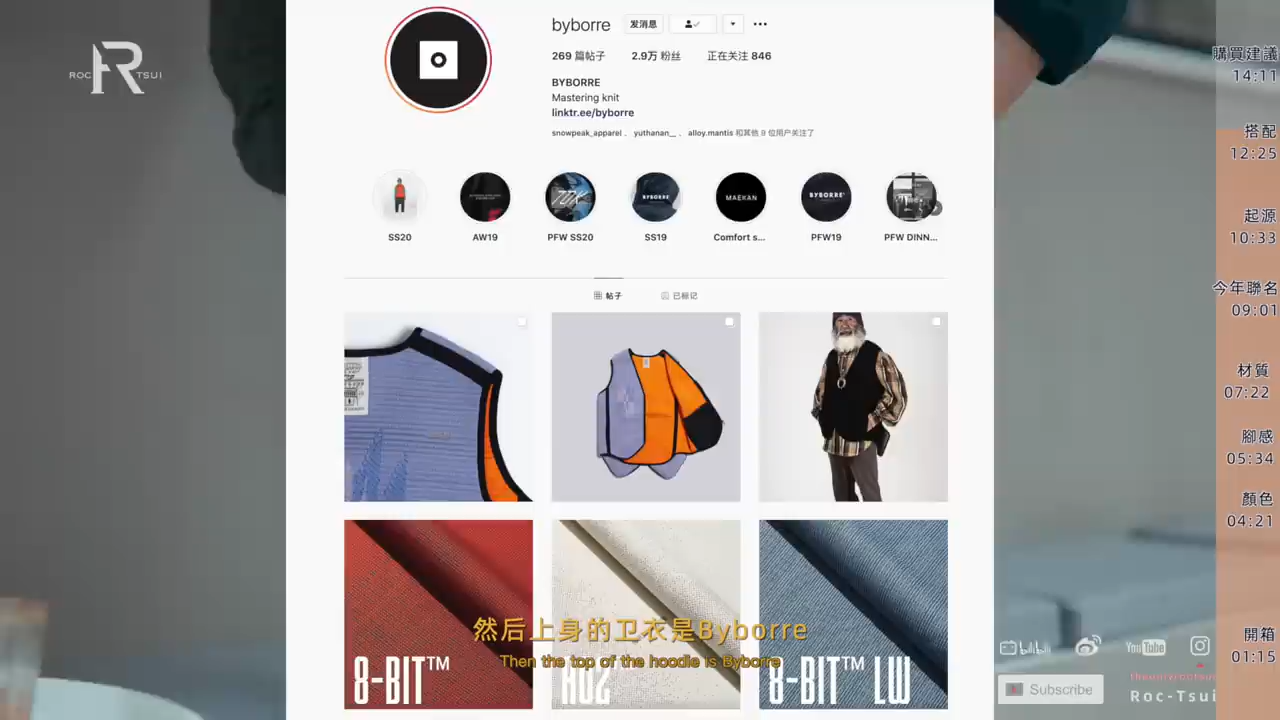 ROC R TSUI
byborre 发消息
269 篇帖子 2.9万 粉丝 正在关注 846
BYBORRE
Mastering knit
linktr.ee/byborre
snowpeak_apparel、 yuthanan__、 alloy.mantis 和其他 9 位用户关注了
BYBORRE
MAEKAN
BYBORRE
SS20 AW19 PFW SS20 SS19 Comfort s... PFW19 PFW DINN...
帖子 已标记
8-BIT™
8-BIT™ LW
然后上身的卫衣是Byborre
Then the top of the hoodie is Byborre
購買建議
14:11
搭配
12:25
起源
10:33
今年聯名
09:01
材質
07:22
腳感
05:34
顏色
04:21
開箱
01:15
bilibili
YouTube
Subscribe
Roc-Tsui